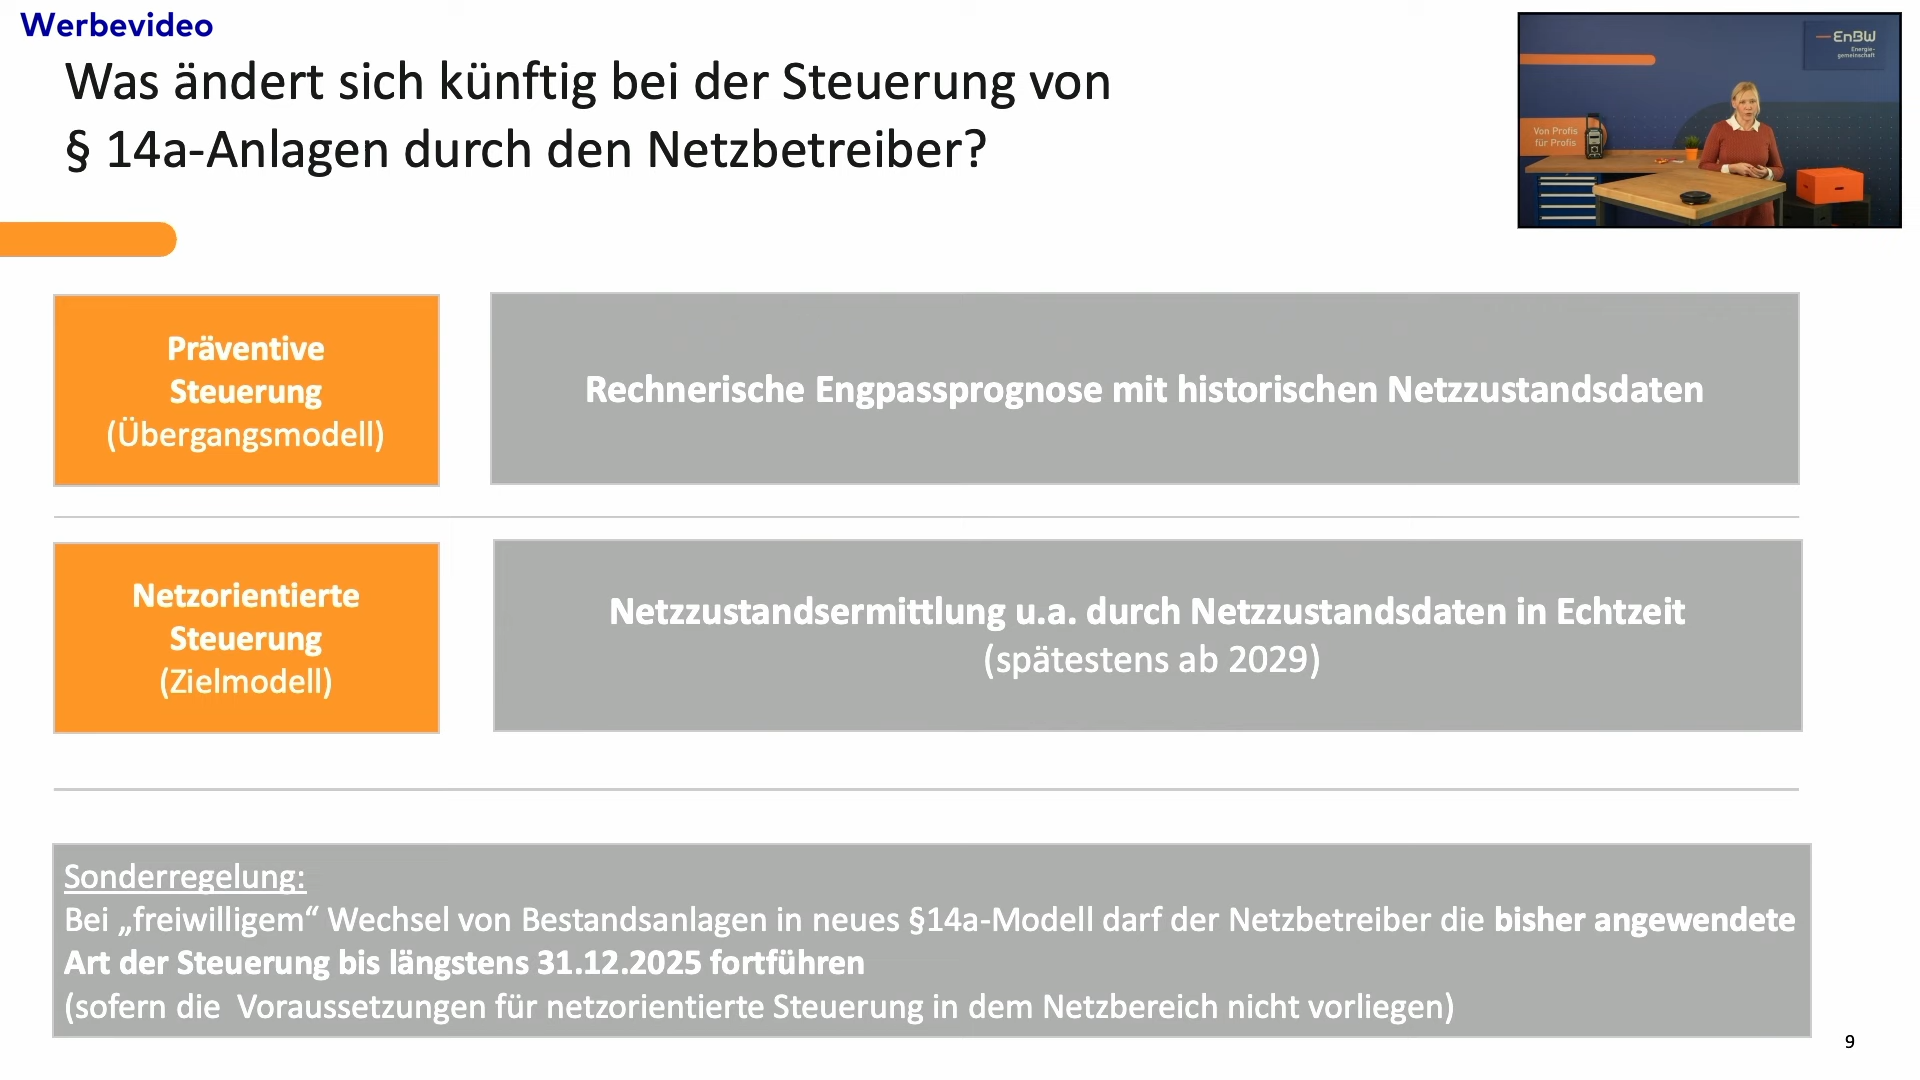 Werbevideo
Was ändert sich künftig bei der Steuerung von
§ 14a-Anlagen durch den Netzbetreiber?
EnBW
Energie-
gemeinschaft
Von Profis
für Profis
Präventive
Steuerung
(Übergangsmodell)
Rechnerische Engpassprognose mit historischen Netzzustandsdaten
Netzorientierte
Steuerung
(Zielmodell)
Netzzustandsermittlung u.a. durch Netzzustandsdaten in Echtzeit
(spätestens ab 2029)
Sonderregelung:
Bei „freiwilligem“ Wechsel von Bestandsanlagen in neues §14a-Modell darf der Netzbetreiber die bisher angewendete
Art der Steuerung bis längstens 31.12.2025 fortführen
(sofern die  Voraussetzungen für netzorientierte Steuerung in dem Netzbereich nicht vorliegen)
9